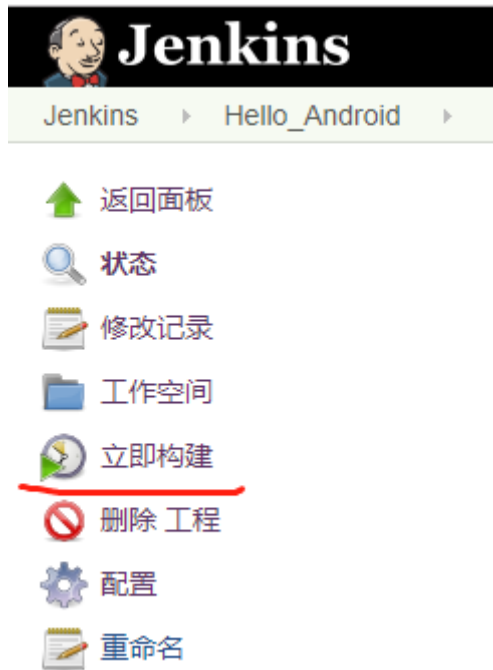 Jenkins
Jenkins Hello_Android
返回面板
状态
修改记录
工作空间
立即构建
删除 工程
配置
重命名